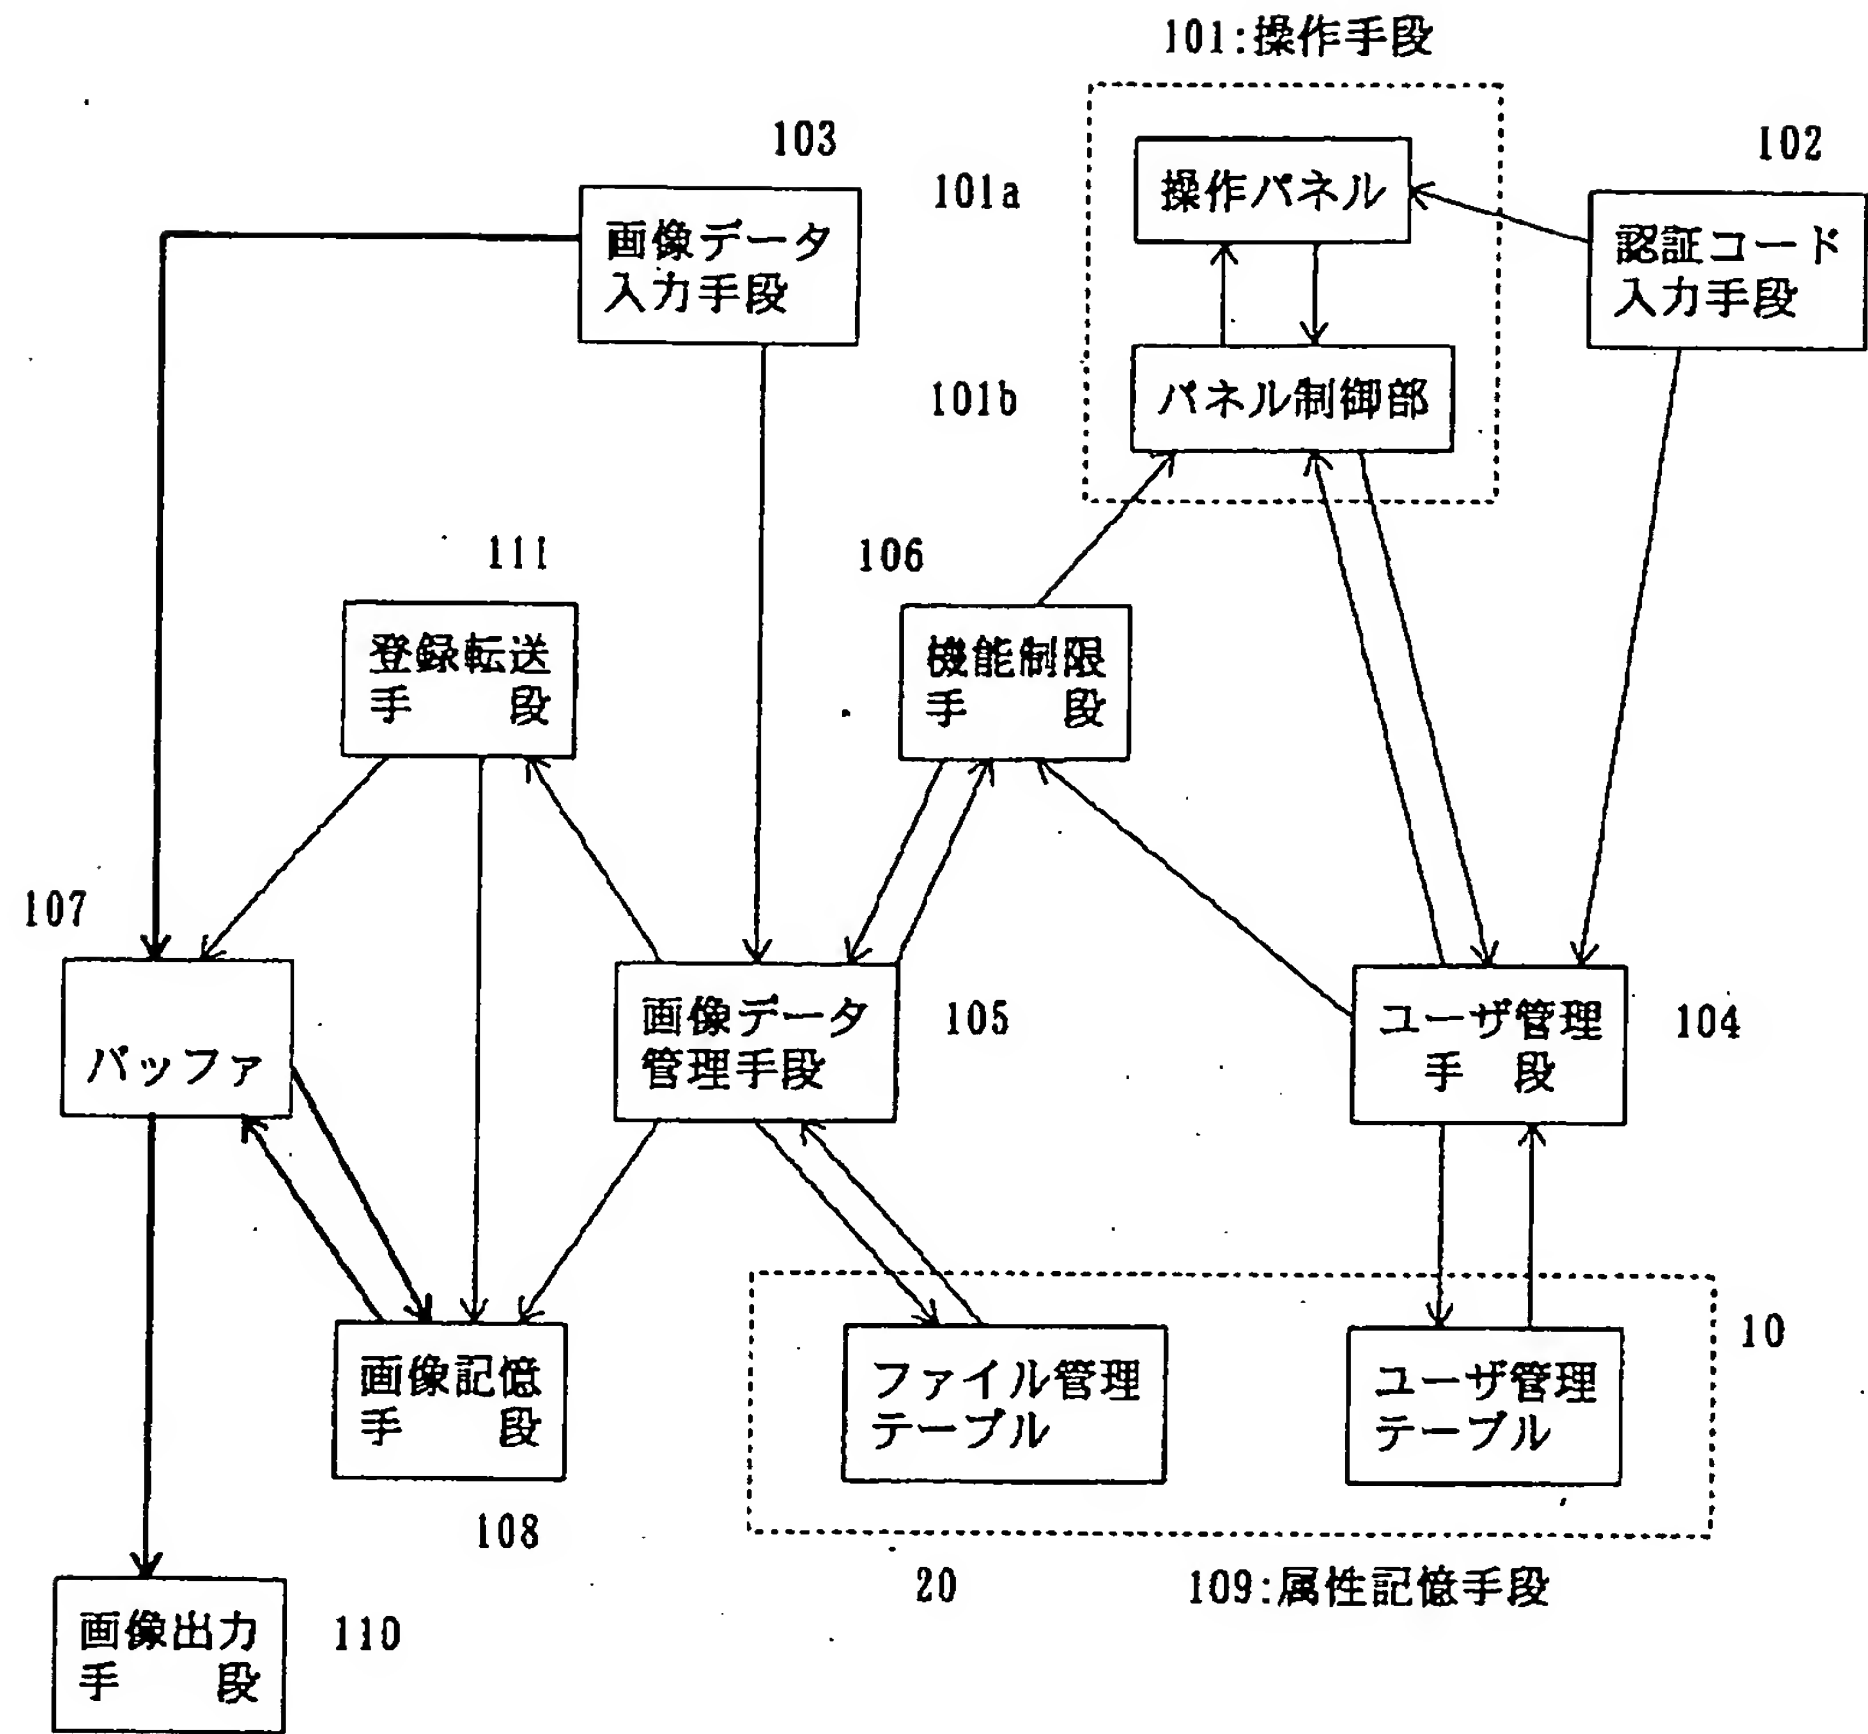 101:操作手段
103
102
101a
操作パネル
画像データ
入力手段
認証コード
入力手段
101b
パネル制御部
111
106
登録転送
手 段
機能制限
手 段
107
バッファ
画像データ
管理手段
105
ユーザ管理
手 段
104
10
画像記憶
手 段
ファイル管理
テーブル
ユーザ管理
テーブル
108
20
109:属性記憶手段
画像出力
手 段
110